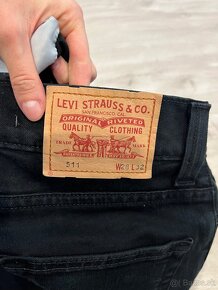 LEVI STRAUSS & CO.
SAN FRANCISCO CAL.
ORIGINAL RIVETED
QUALITY CLOTHING
TRADE MARK
511 W28 L32